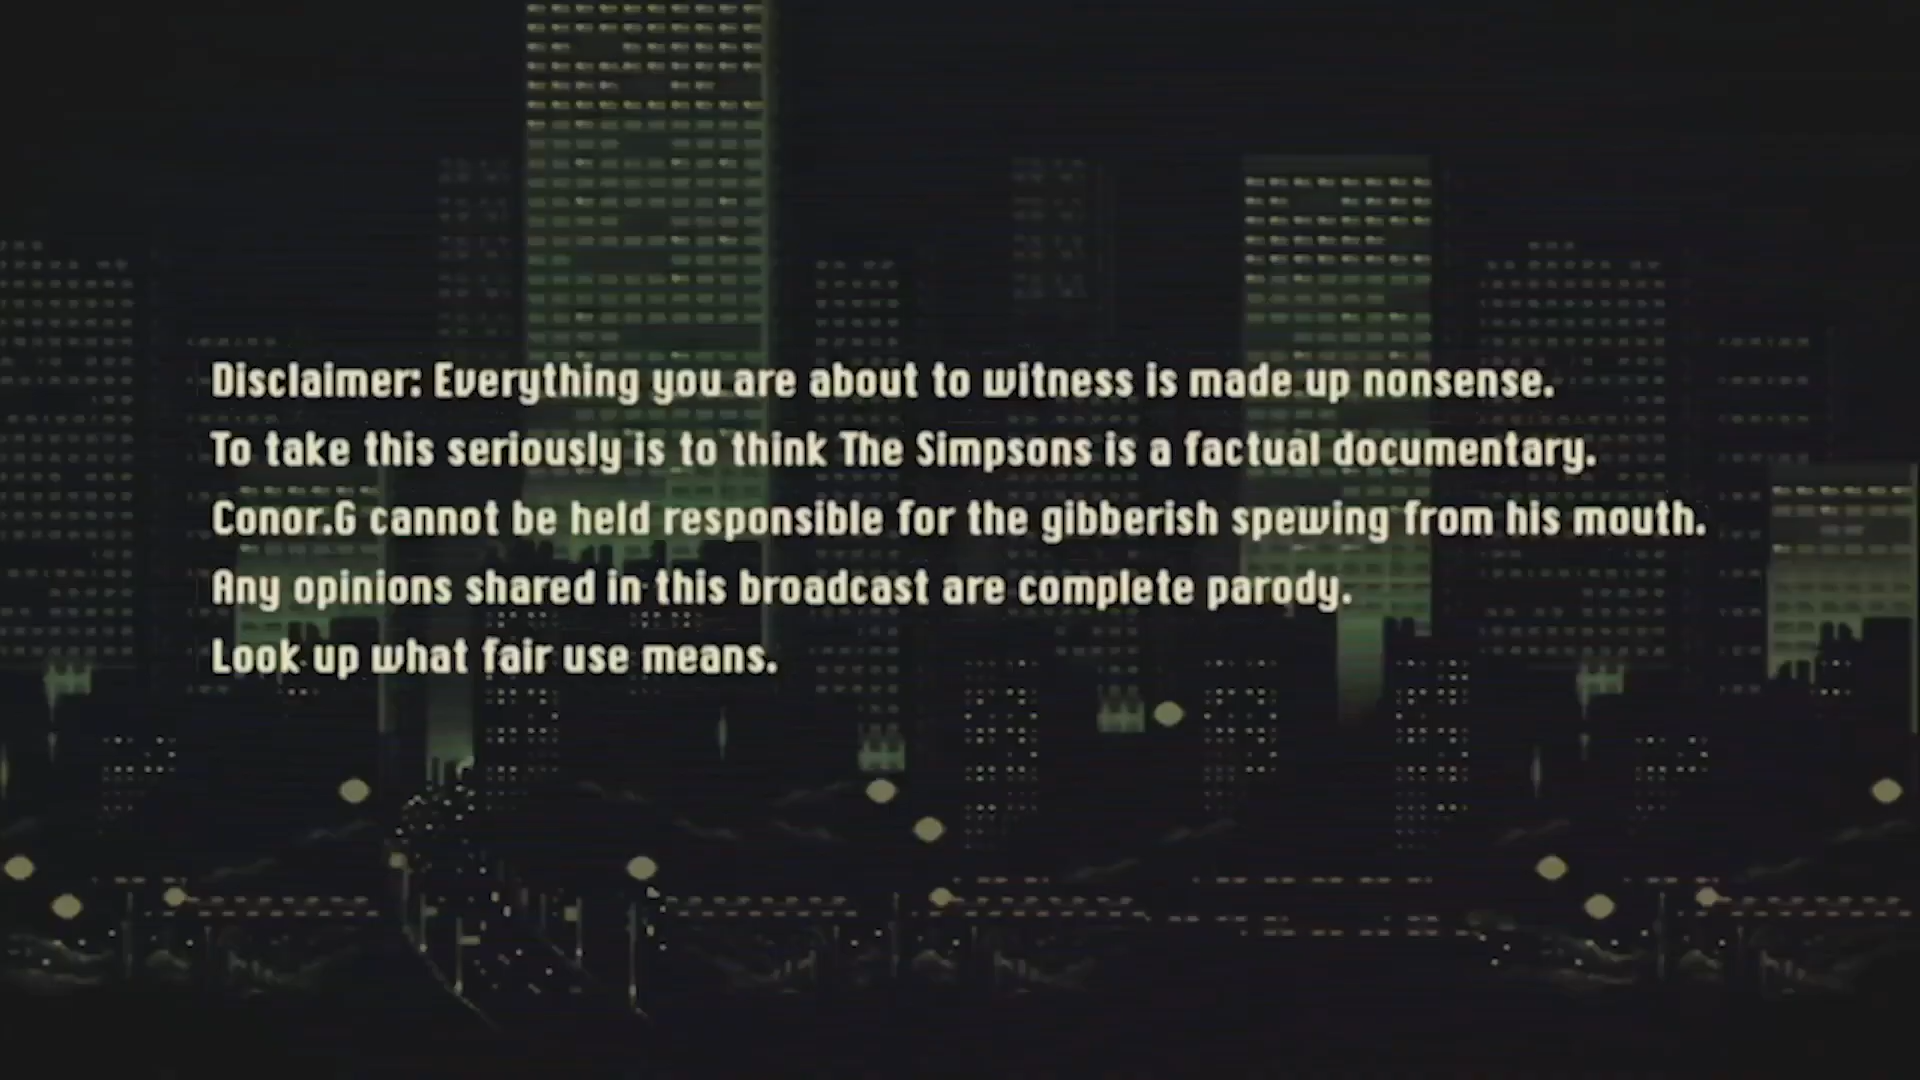 Disclaimer: Everything you are about to witness is made up nonsense.
To take this seriously is to think The Simpsons is a factual documentary.
Conor.G cannot be held responsible for the gibberish spewing from his mouth.
Any opinions shared in this broadcast are complete parody.
Look up what fair use means.